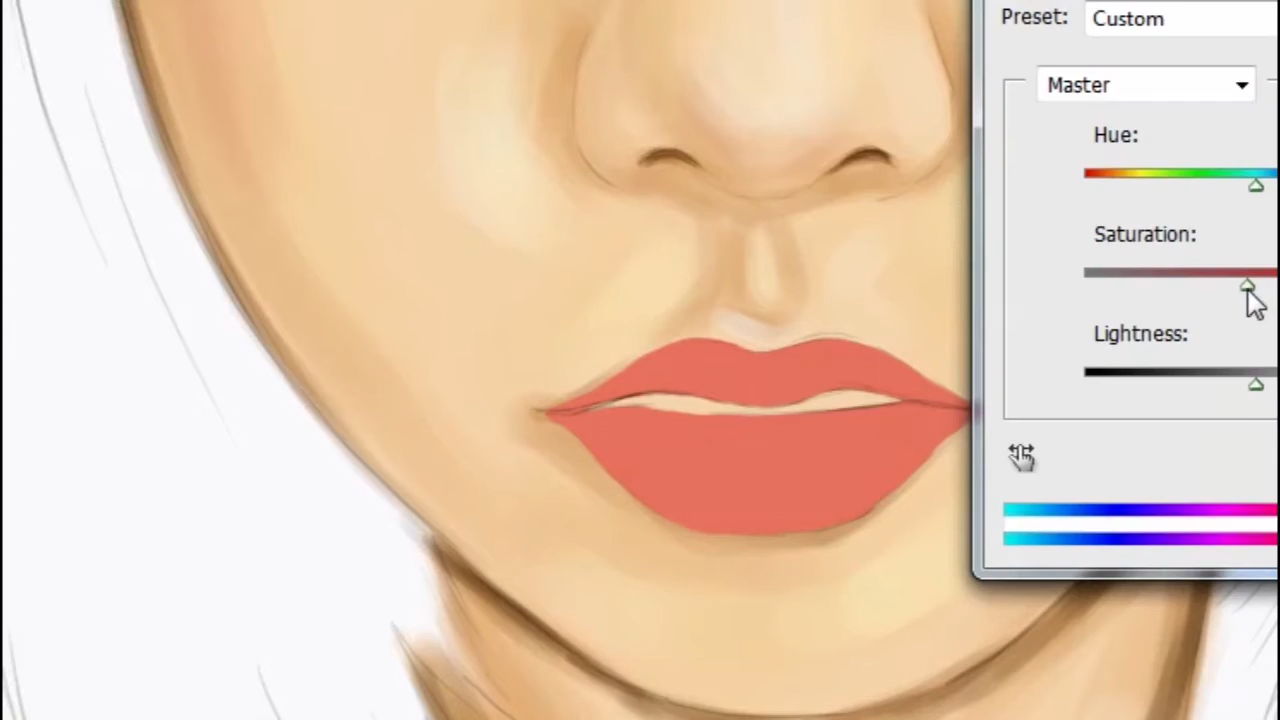 Preset: Custom
Master
Hue:
Saturation:
Lightness: